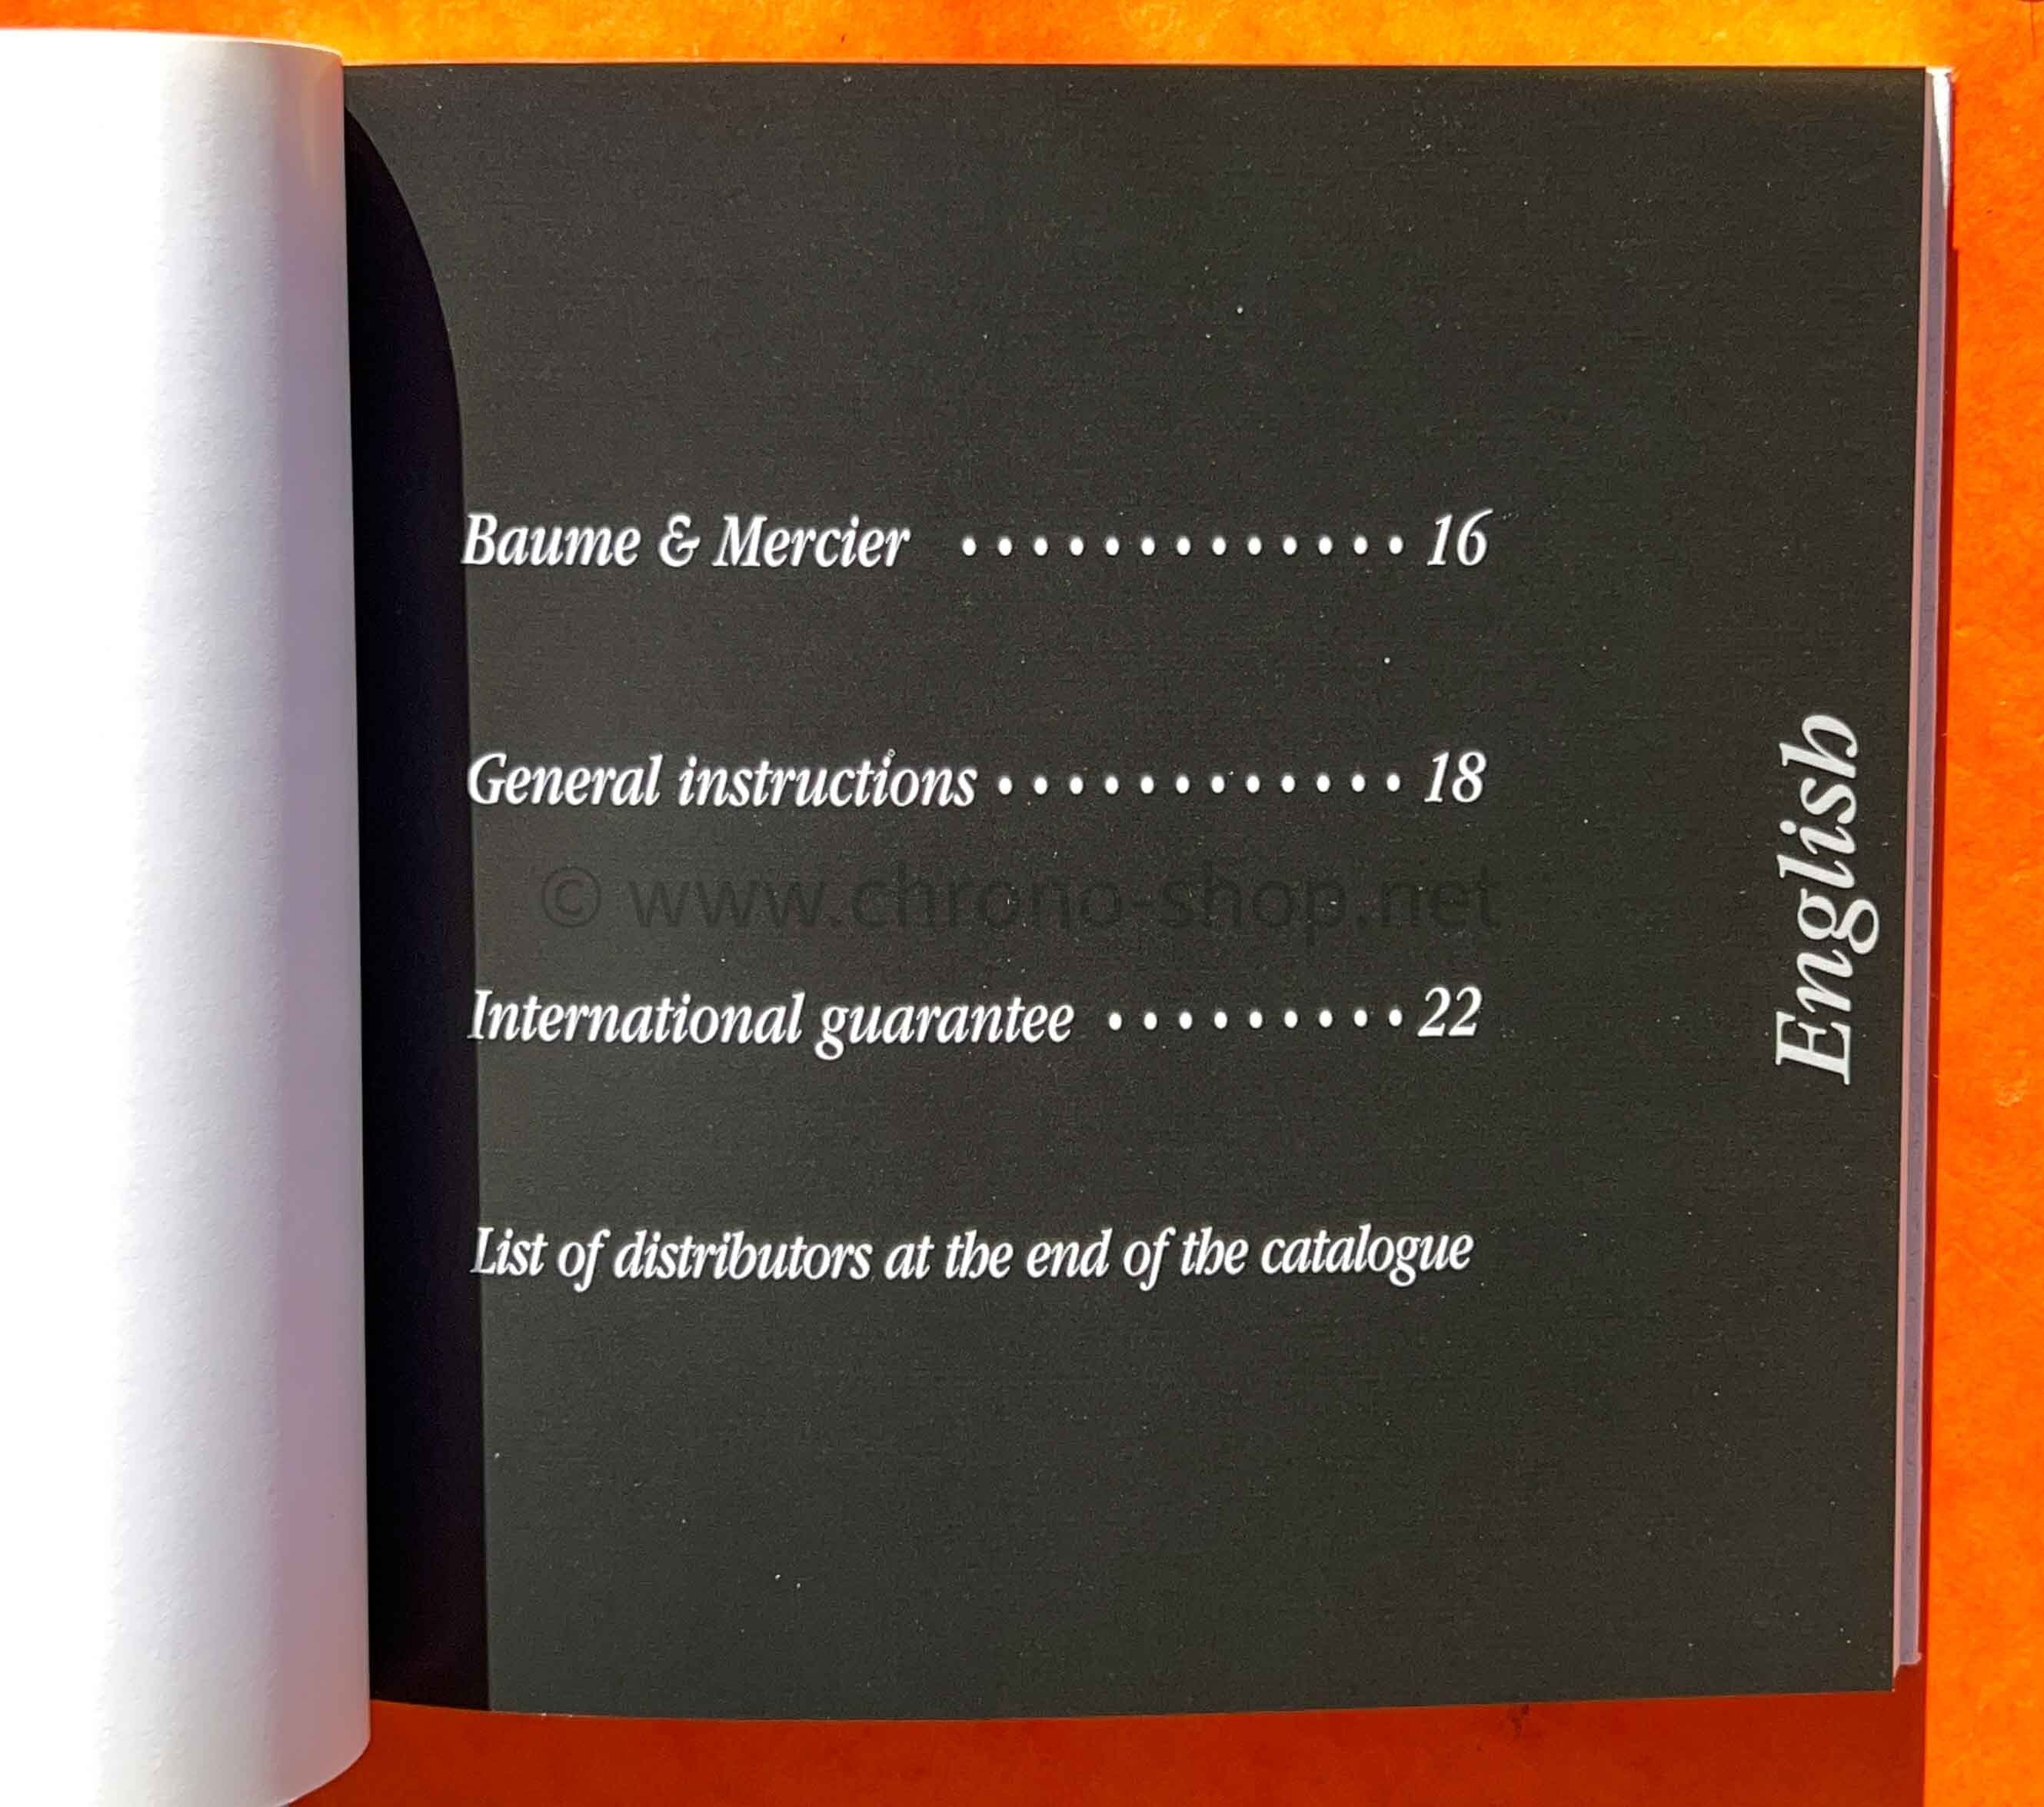 Baume & Mercier ............. 16
General instructions ............ 18
© www.chrono-shop.net
International guarantee ......... 22
List of distributors at the end of the catalogue
English